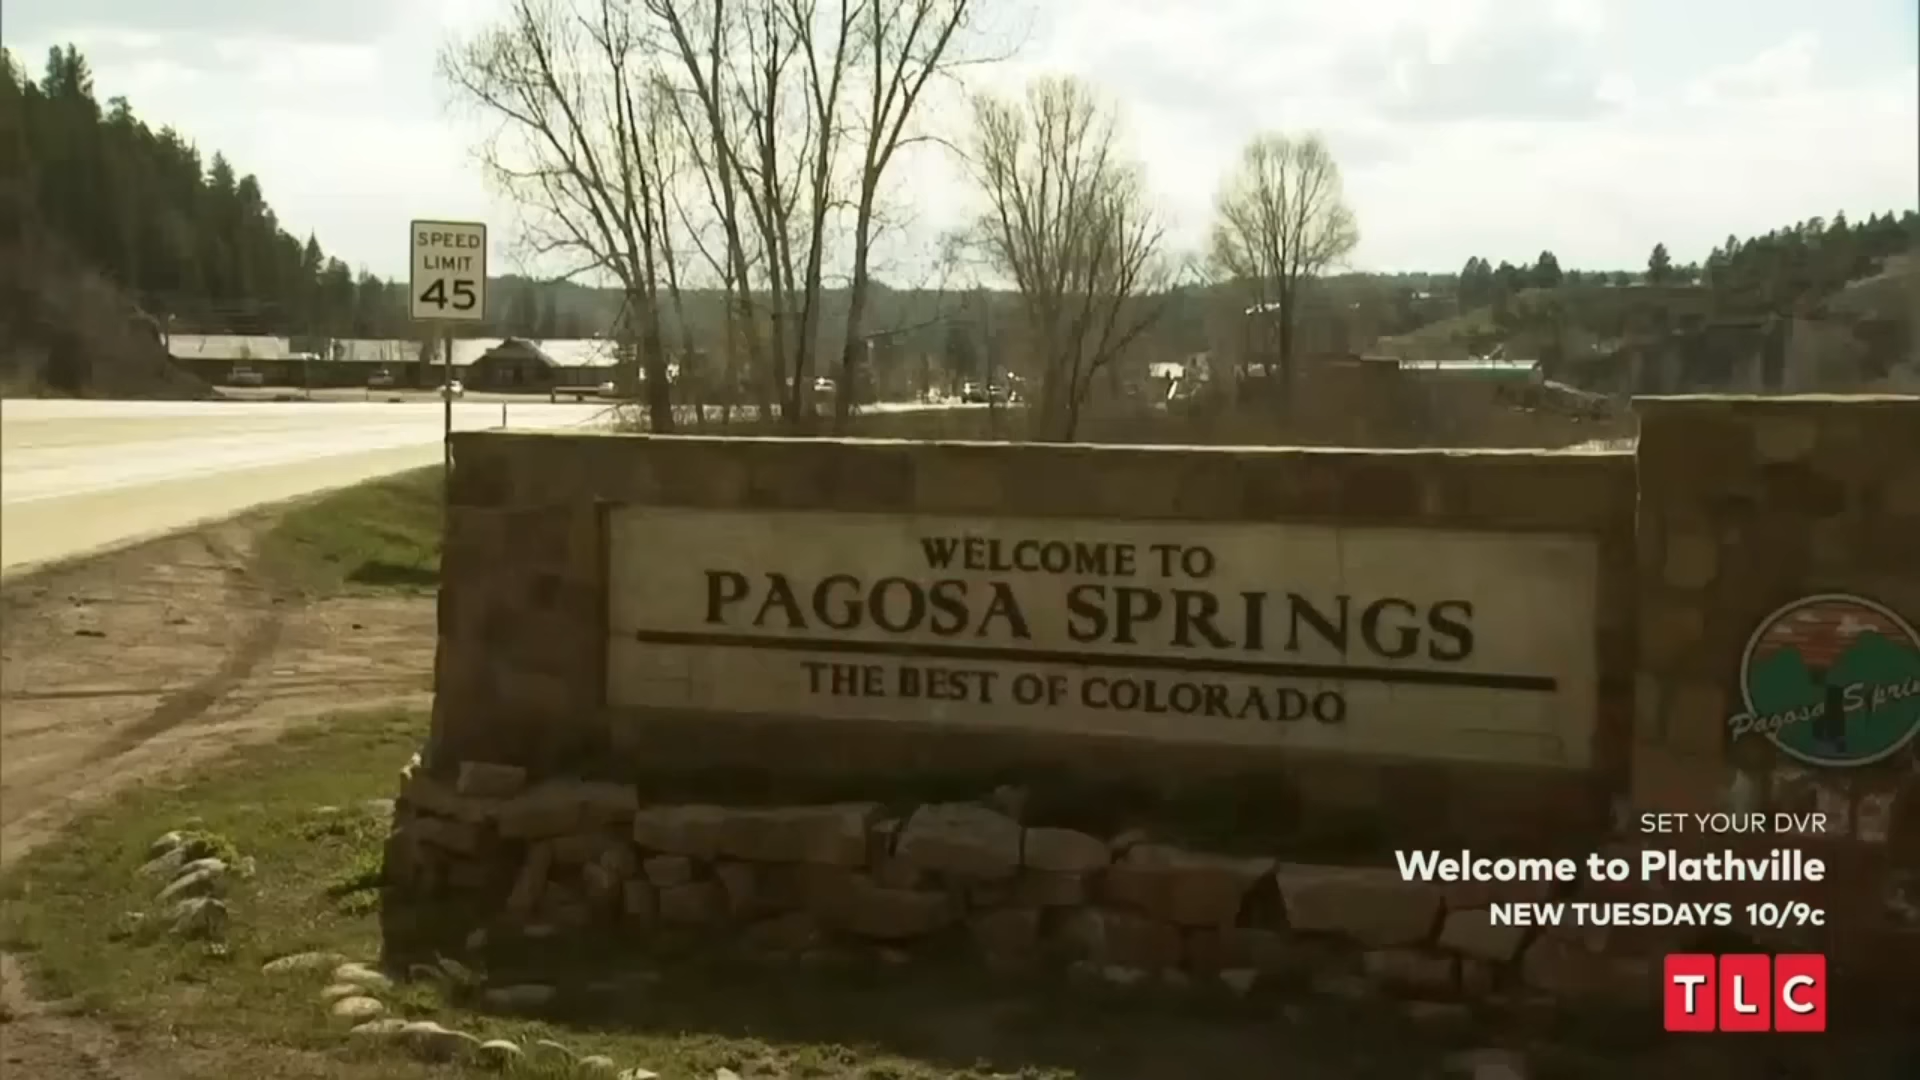 SPEED
LIMIT
45
WELCOME TO
PAGOSA SPRINGS
THE BEST OF COLORADO
Pagosa
SET YOUR DVR
Welcome to Plathville
NEW TUESDAYS 10/9c
TLC